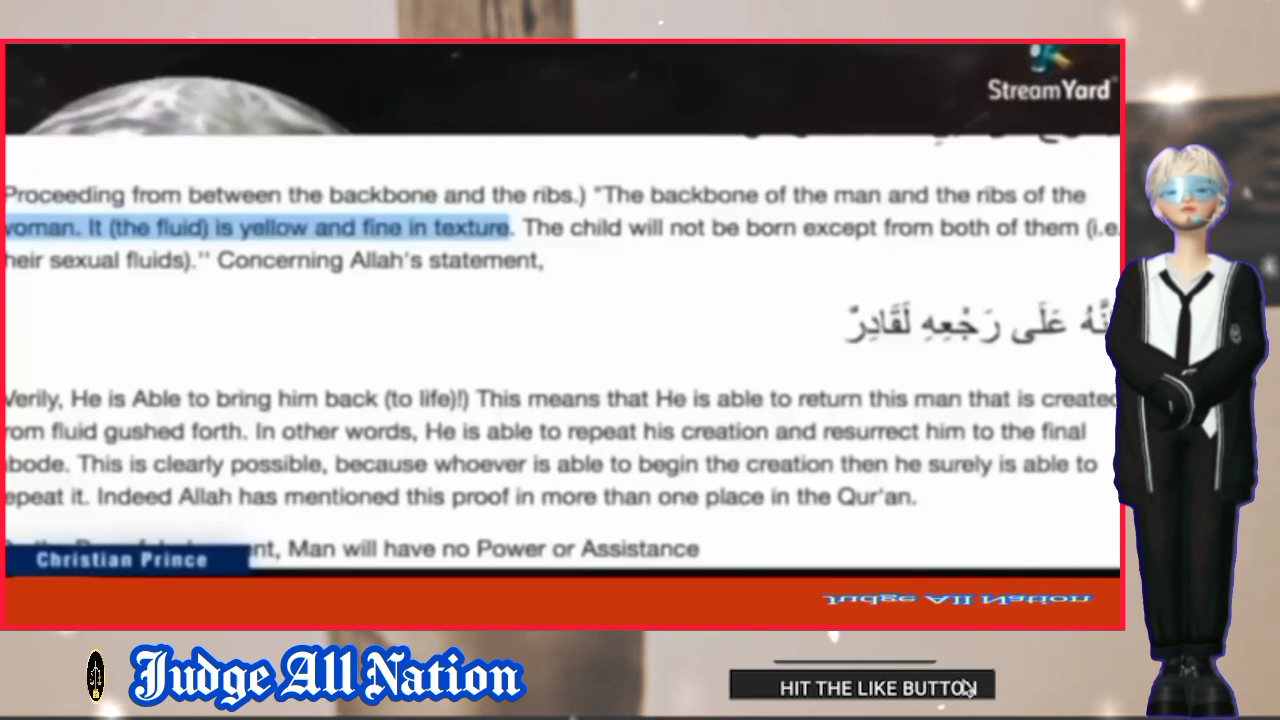 StreamYard
Proceeding from between the backbone and the ribs.) "The backbone of the man and the ribs of the
woman. It (the fluid) is yellow and fine in texture. The child will not be born except from both of them (i.e.
heir sexual fluids).'' Concerning Allah's statement,
نَّهُ عَلَى رَجْعِهِ لَقَادِرٌ
Verily, He is Able to bring him back (to life)!) This means that He is able to return this man that is created
rom fluid gushed forth. In other words, He is able to repeat his creation and resurrect him to the final
abode. This is clearly possible, because whoever is able to begin the creation then he surely is able to
epeat it. Indeed Allah has mentioned this proof in more than one place in the Qur'an.
nt, Man will have no Power or Assistance
Christian Prince
Judge All Nation
Judge All Nation
HIT THE LIKE BUTTON